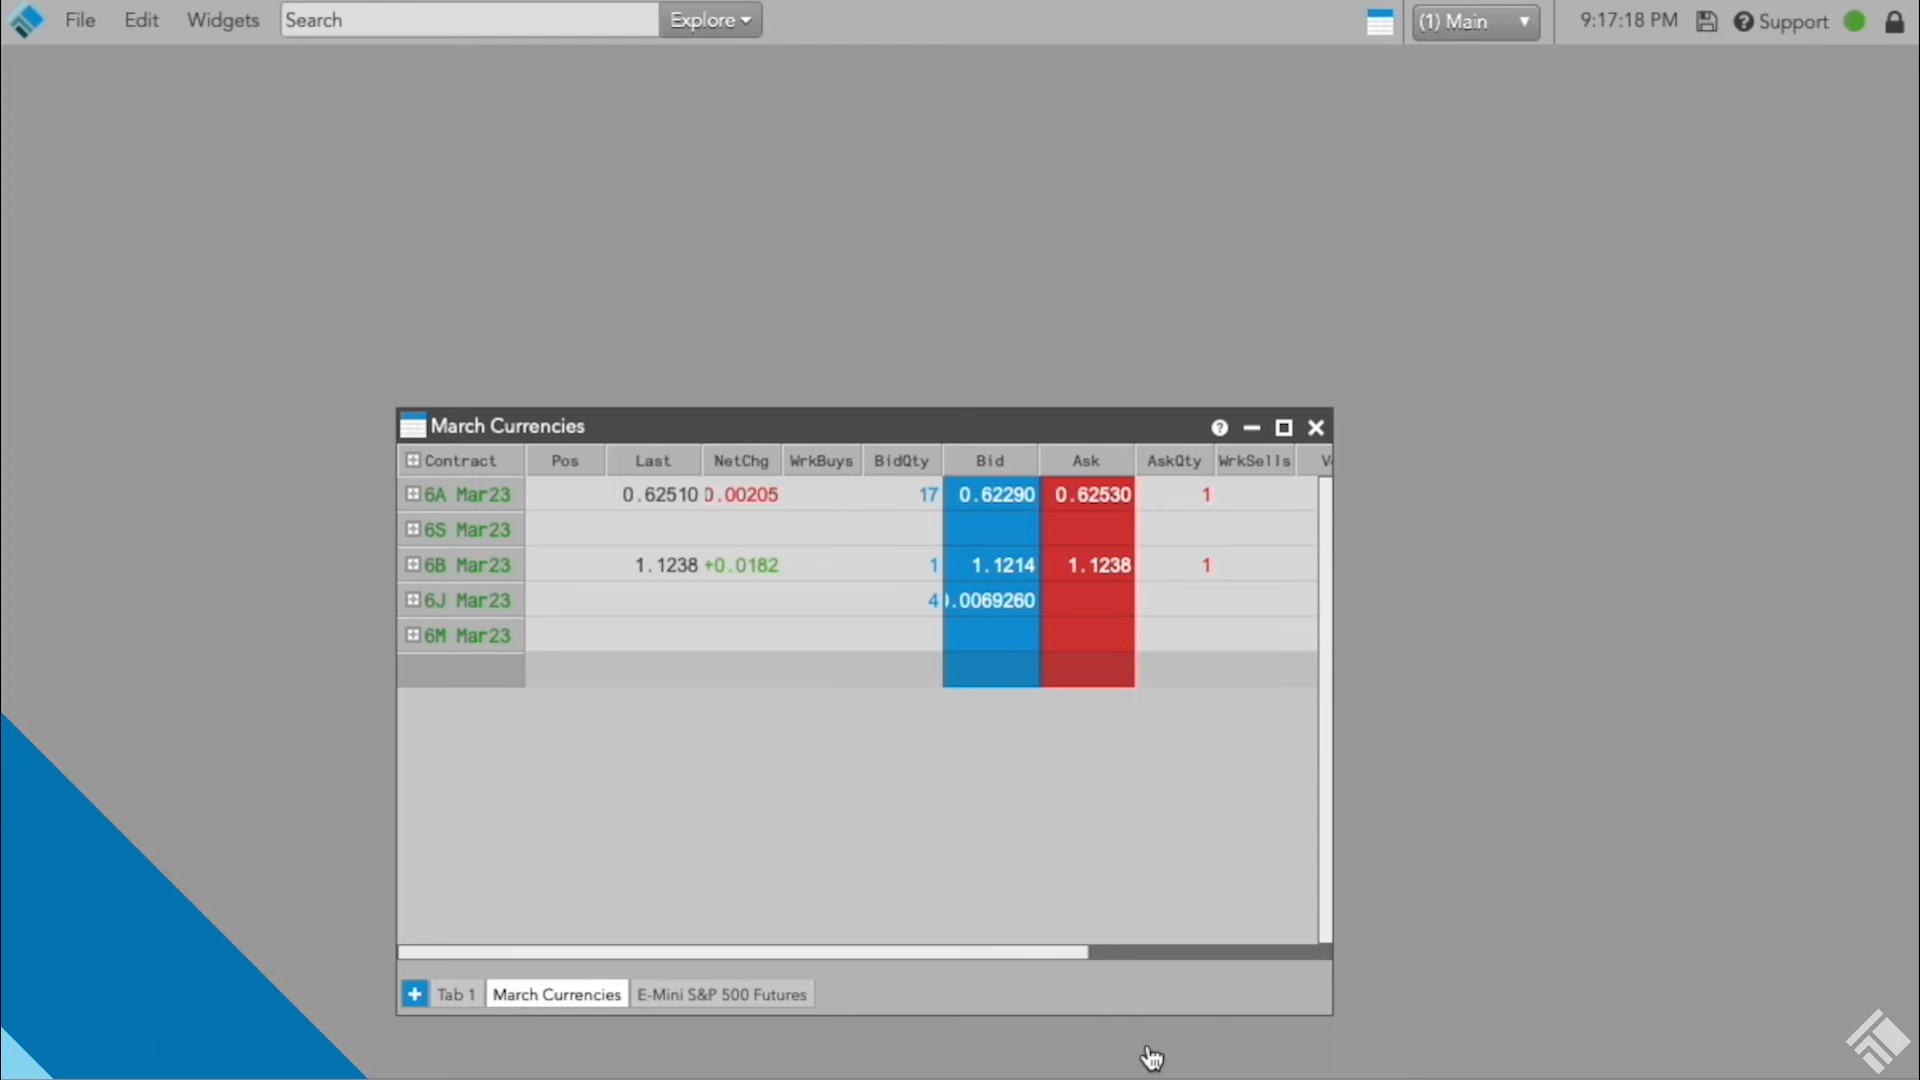 File Edit Widgets Search Explore (1) Main 9:17:18 PM Support
March Currencies
Contract Pos Last NetChg WrkBuys BidQty Bid Ask AskQty WrkSells
6A Mar23 0.62510 0.00205 17 0.62290 0.62530 1
6S Mar23
6B Mar23 1.1238 +0.0182 1 1.1214 1.1238 1
6J Mar23 4 .0069260
6M Mar23
Tab 1 March Currencies E-Mini S&P 500 Futures